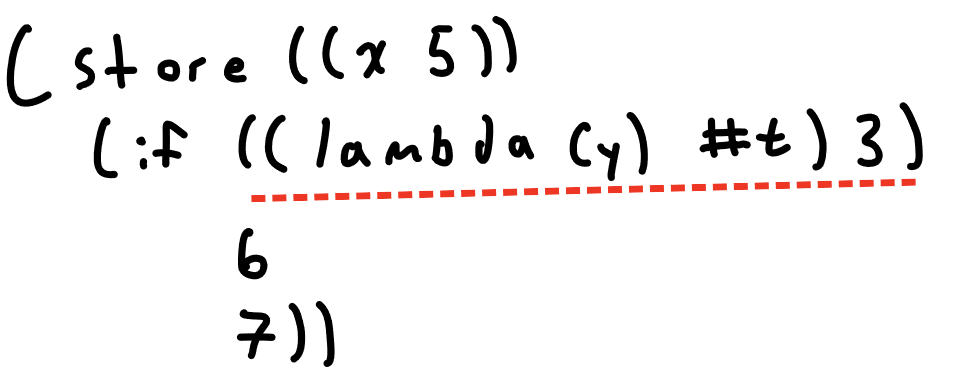 (store ((x 5))
(if ((lambda (y) #t) 3)
6
7))